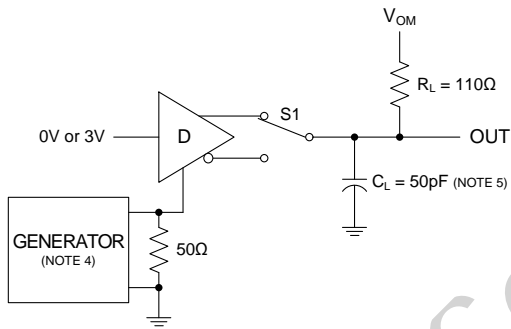 V_OM
R_L = 110Ω
S1
0V or 3V
D
OUT
C_L = 50pF (NOTE 5)
GENERATOR
(NOTE 4)
50Ω